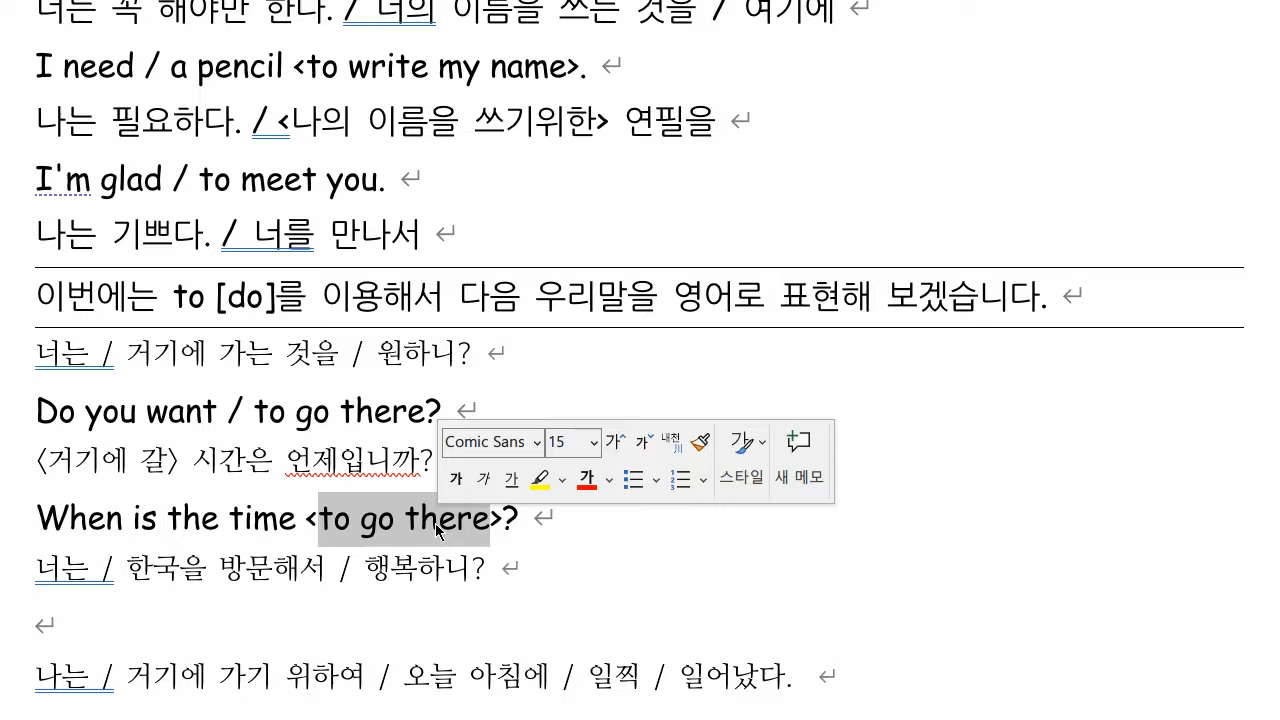 너는 꼭 해야만 한다. / 너의 이름을 쓰는 것을 / 여기에
I need / a pencil <to write my name>.
나는 필요하다. / <나의 이름을 쓰기위한> 연필을
I'm glad / to meet you.
나는 기쁘다. / 너를 만나서
이번에는 to [do]를 이용해서 다음 우리말을 영어로 표현해 보겠습니다.
너는 / 거기에 가는 것을 / 원하니?
Do you want / to go there?
Comic Sans 15 가 가 내천 川
〈거기에 갈〉 시간은 언제입니까?
가 가 가 가 스타일 새 메모
When is the time <to go there>?
너는 / 한국을 방문해서 / 행복하니?
나는 / 거기에 가기 위하여 / 오늘 아침에 / 일찍 / 일어났다.